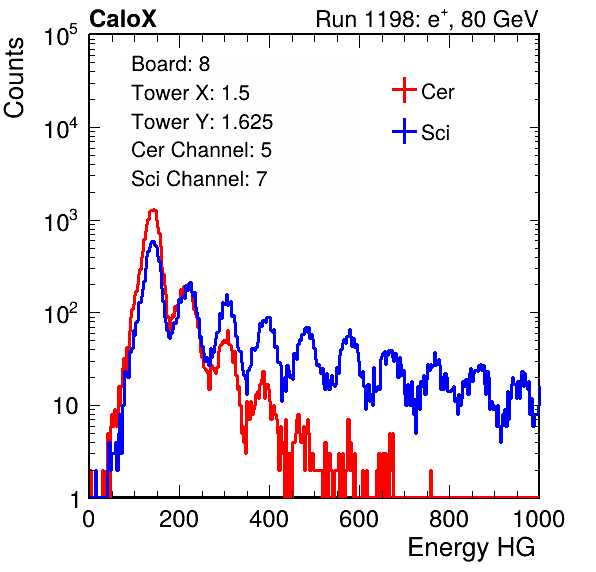 CaloX Run 1198: e⁺, 80 GeV
Board: 8
Tower X: 1.5
Tower Y: 1.625
Cer Channel: 5
Sci Channel: 7
Cer
Sci
Counts
10⁵
10⁴
10³
10²
10
1
0 200 400 600 800 1000
Energy HG